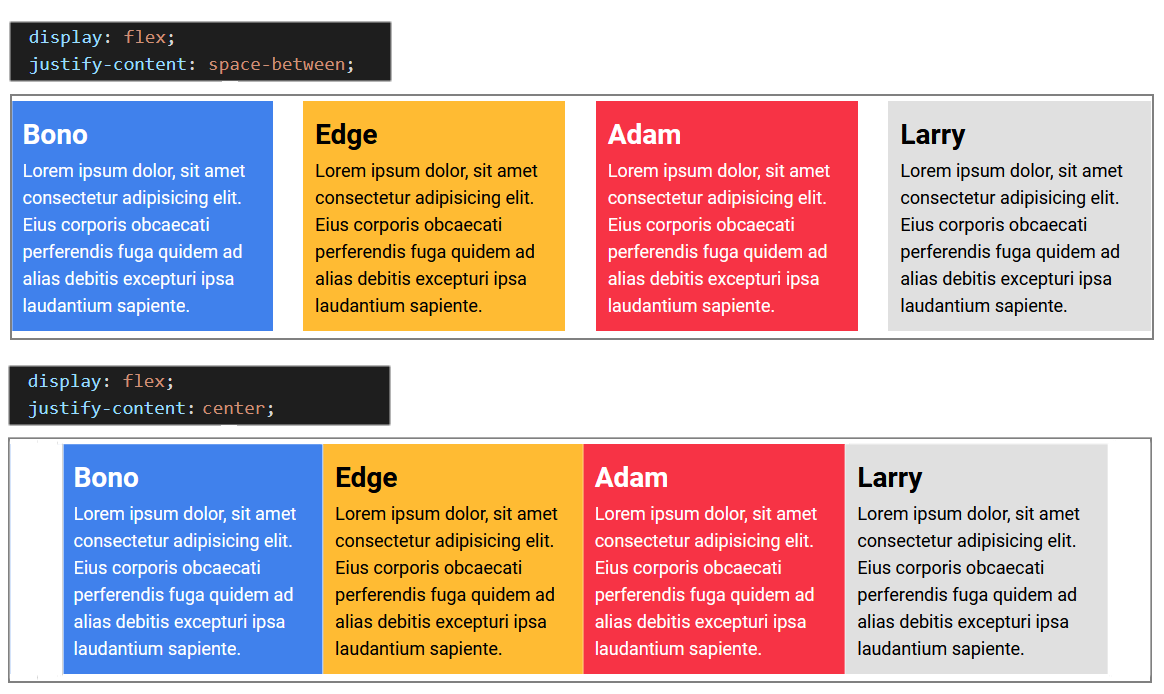 display: flex;
justify-content: space-between;
Bono
Lorem ipsum dolor, sit amet
consectetur adipisicing elit.
Eius corporis obcaecati
perferendis fuga quidem ad
alias debitis excepturi ipsa
laudantium sapiente.
Edge
Lorem ipsum dolor, sit amet
consectetur adipisicing elit.
Eius corporis obcaecati
perferendis fuga quidem ad
alias debitis excepturi ipsa
laudantium sapiente.
Adam
Lorem ipsum dolor, sit amet
consectetur adipisicing elit.
Eius corporis obcaecati
perferendis fuga quidem ad
alias debitis excepturi ipsa
laudantium sapiente.
Larry
Lorem ipsum dolor, sit amet
consectetur adipisicing elit.
Eius corporis obcaecati
perferendis fuga quidem ad
alias debitis excepturi ipsa
laudantium sapiente.
display: flex;
justify-content: center;
Bono
Lorem ipsum dolor, sit amet
consectetur adipisicing elit.
Eius corporis obcaecati
perferendis fuga quidem ad
alias debitis excepturi ipsa
laudantium sapiente.
Edge
Lorem ipsum dolor, sit amet
consectetur adipisicing elit.
Eius corporis obcaecati
perferendis fuga quidem ad
alias debitis excepturi ipsa
laudantium sapiente.
Adam
Lorem ipsum dolor, sit amet
consectetur adipisicing elit.
Eius corporis obcaecati
perferendis fuga quidem ad
alias debitis excepturi ipsa
laudantium sapiente.
Larry
Lorem ipsum dolor, sit amet
consectetur adipisicing elit.
Eius corporis obcaecati
perferendis fuga quidem ad
alias debitis excepturi ipsa
laudantium sapiente.